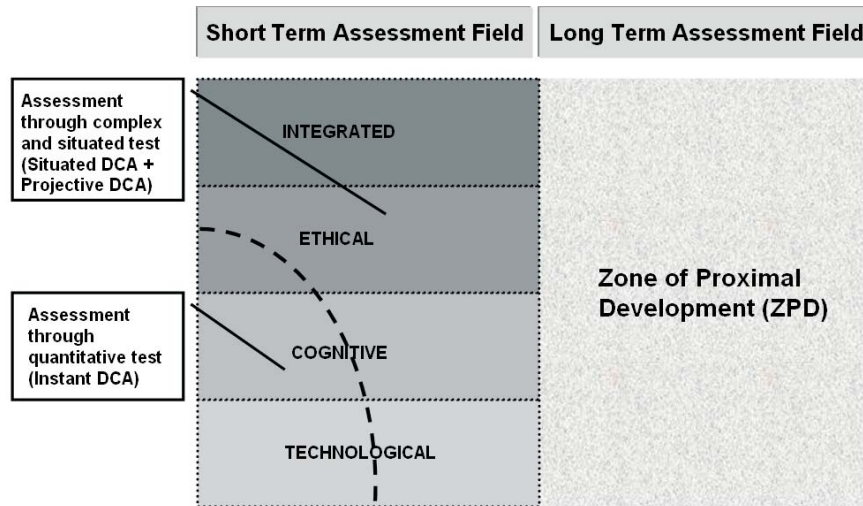 Short Term Assessment Field
Long Term Assessment Field
Assessment
through complex
and situated test
(Situated DCA +
Projective DCA)
INTEGRATED
ETHICAL
Zone of Proximal
Development (ZPD)
Assessment
through
quantitative test
(Instant DCA)
COGNITIVE
TECHNOLOGICAL